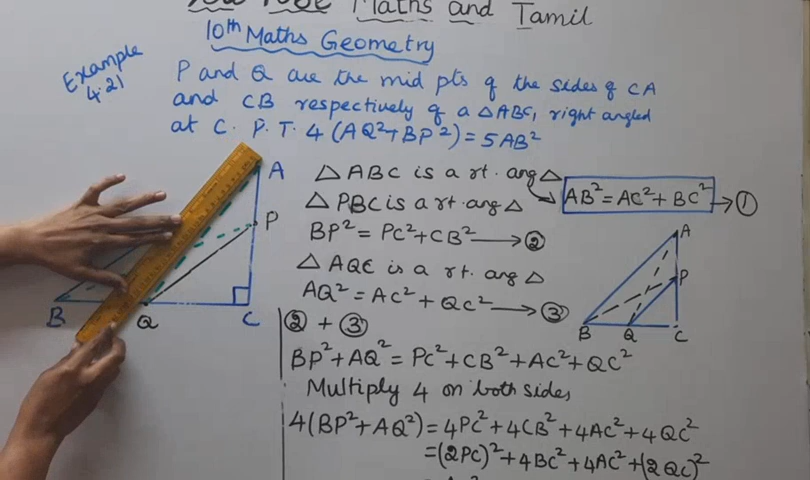 Maths and Tamil
10th Maths Geometry
Example 4.21
P and Q are the mid pts of the sides of CA
and CB respectively of a △ABC, right angled
at C. P.T. 4(AQ²+BP²)=5AB²
△ABC is a rt. ang △
AB²=AC²+BC² → ①
△PBC is a rt. ang △
BP²=PC²+CB² → ②
△AQC is a rt. ang △
AQ²=AC²+QC² → ③
②+③
BP²+AQ²=PC²+CB²+AC²+QC²
Multiply 4 on both sides,
4(BP²+AQ²)=4PC²+4CB²+4AC²+4QC²
=(2PC)²+4BC²+4AC²+(2QC)²
A
P
B
Q
C
A
P
B
Q
C